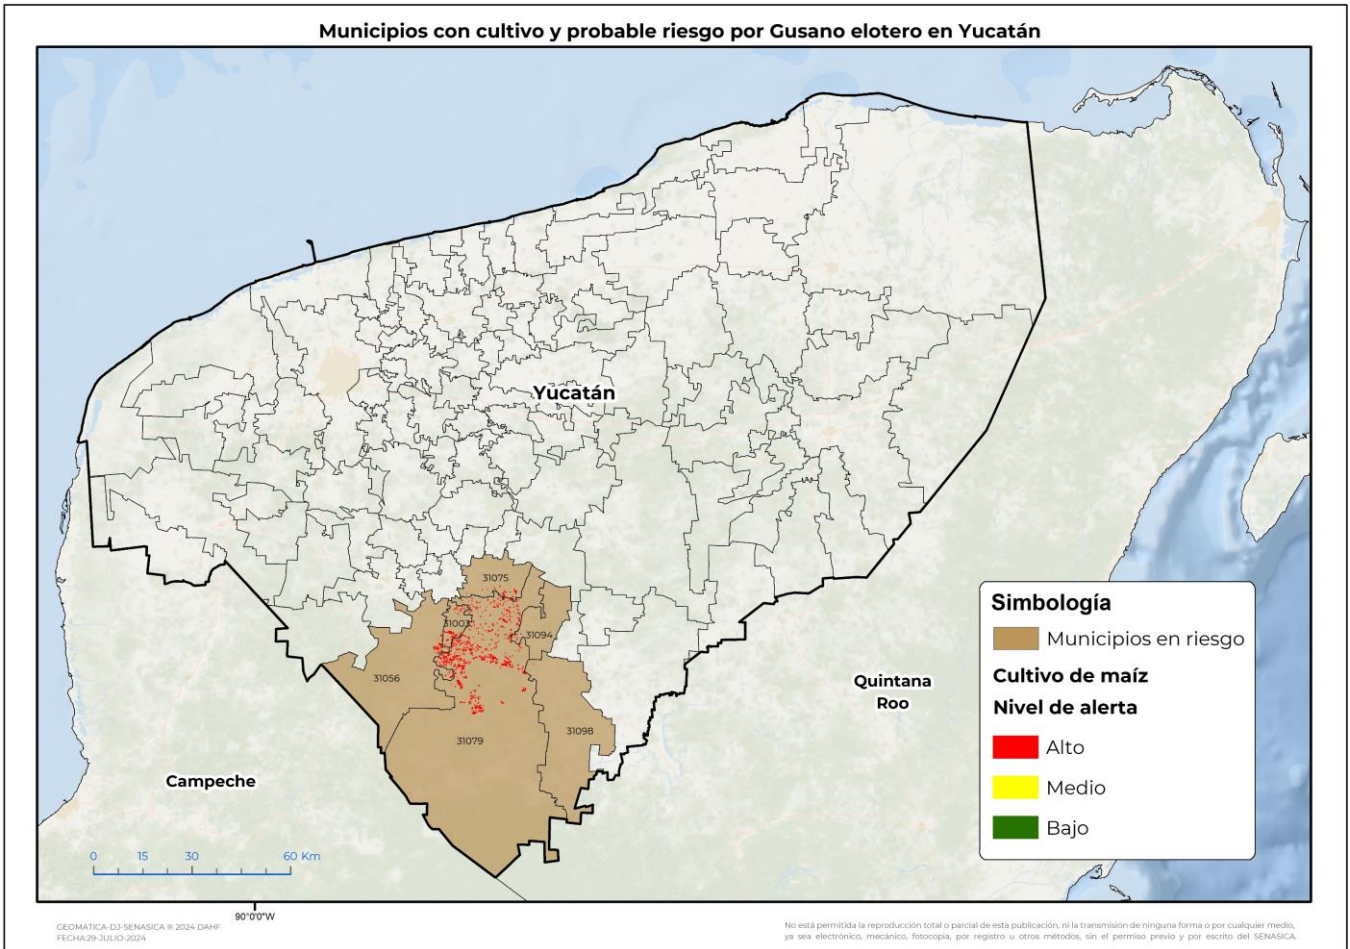 Municipios con cultivo y probable riesgo por Gusano elotero en Yucatán
Yucatán
31075
31003
31094
31056
31079
31098
Quintana
Roo
Campeche
Simbología
Municipios en riesgo
Cultivo de maíz
Nivel de alerta
Alto
Medio
Bajo
0 15 30 60 Km
90°0'0"W
GEOMATICA-DJ-SENASICA ® 2024 DAHF
FECHA:29-JULIO-2024
No está permitida la reproducción total o parcial de esta publicación, ni la transmisión de ninguna forma o por cualquier medio,
ya sea electrónico, mecánico, fotocopia, por registro u otros métodos, sin el permiso previo y por escrito del SENASICA.